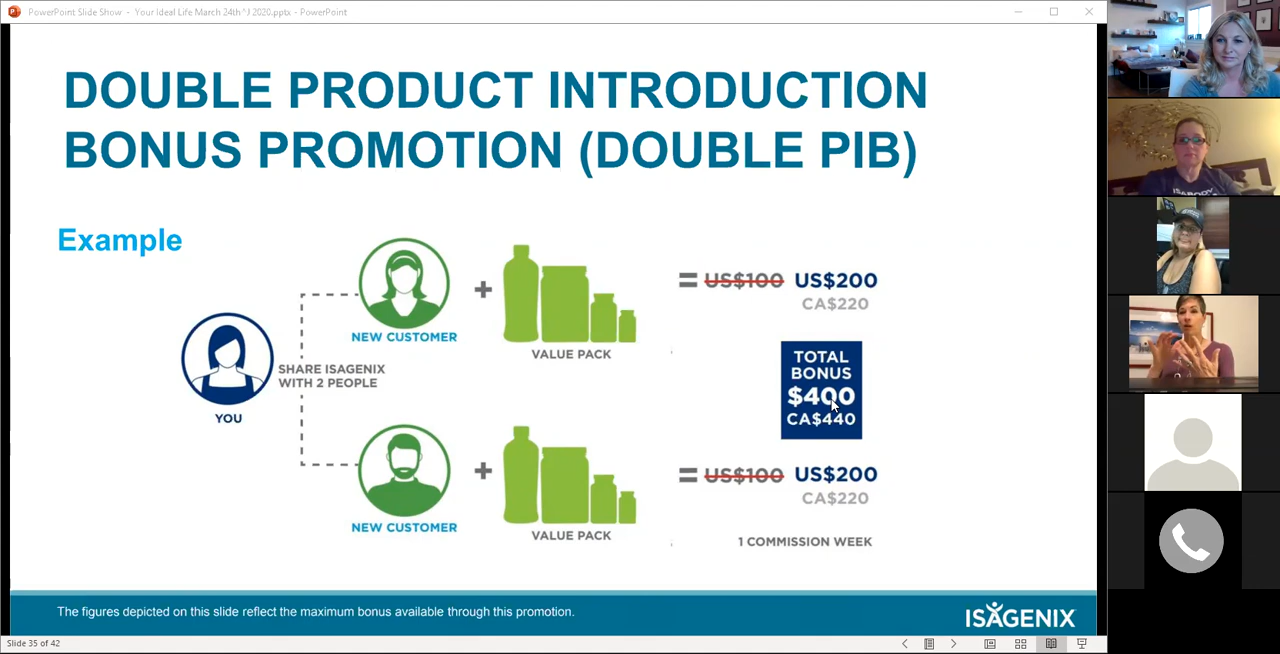 PowerPoint Slide Show - Your Ideal Life March 24th^J 2020.pptx - PowerPoint
DOUBLE PRODUCT INTRODUCTION
BONUS PROMOTION (DOUBLE PIB)
Example
YOU
SHARE ISAGENIX
WITH 2 PEOPLE
NEW CUSTOMER
+
VALUE PACK
= US$100 US$200
CA$220
TOTAL
BONUS
$400
CA$440
NEW CUSTOMER
+
VALUE PACK
= US$100 US$200
CA$220
1 COMMISSION WEEK
The figures depicted on this slide reflect the maximum bonus available through this promotion.
ISAGENIX
Slide 35 of 42
ISABODY